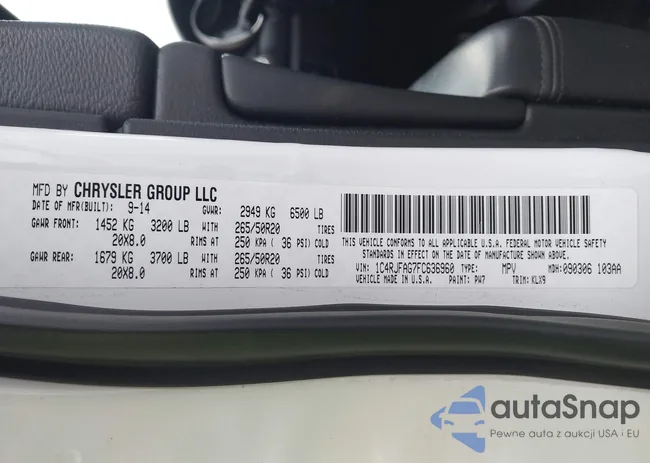 MFD BY CHRYSLER GROUP LLC
DATE OF MFR(BUILT): 9-14 GVWR: 2949 KG 6500 LB
GAWR FRONT: 1452 KG 3200 LB WITH 265/50R20 TIRES
20X8.0 RIMS AT 250 KPA ( 36 PSI) COLD
GAWR REAR: 1679 KG 3700 LB WITH 265/50R20 TIRES
20X8.0 RIMS AT 250 KPA ( 36 PSI) COLD
THIS VEHICLE CONFORMS TO ALL APPLICABLE U.S.A. FEDERAL MOTOR VEHICLE SAFETY
STANDARDS IN EFFECT ON THE DATE OF MANUFACTURE SHOWN ABOVE.
VIN: 1C4RJFAG7FC636960 TYPE: MPV MDH: 090306 103AA
VEHICLE MADE IN U.S.A. PAINT: PW7 TRIM: KLX9
autaSnap
Pewne auta z aukcji USA i EU